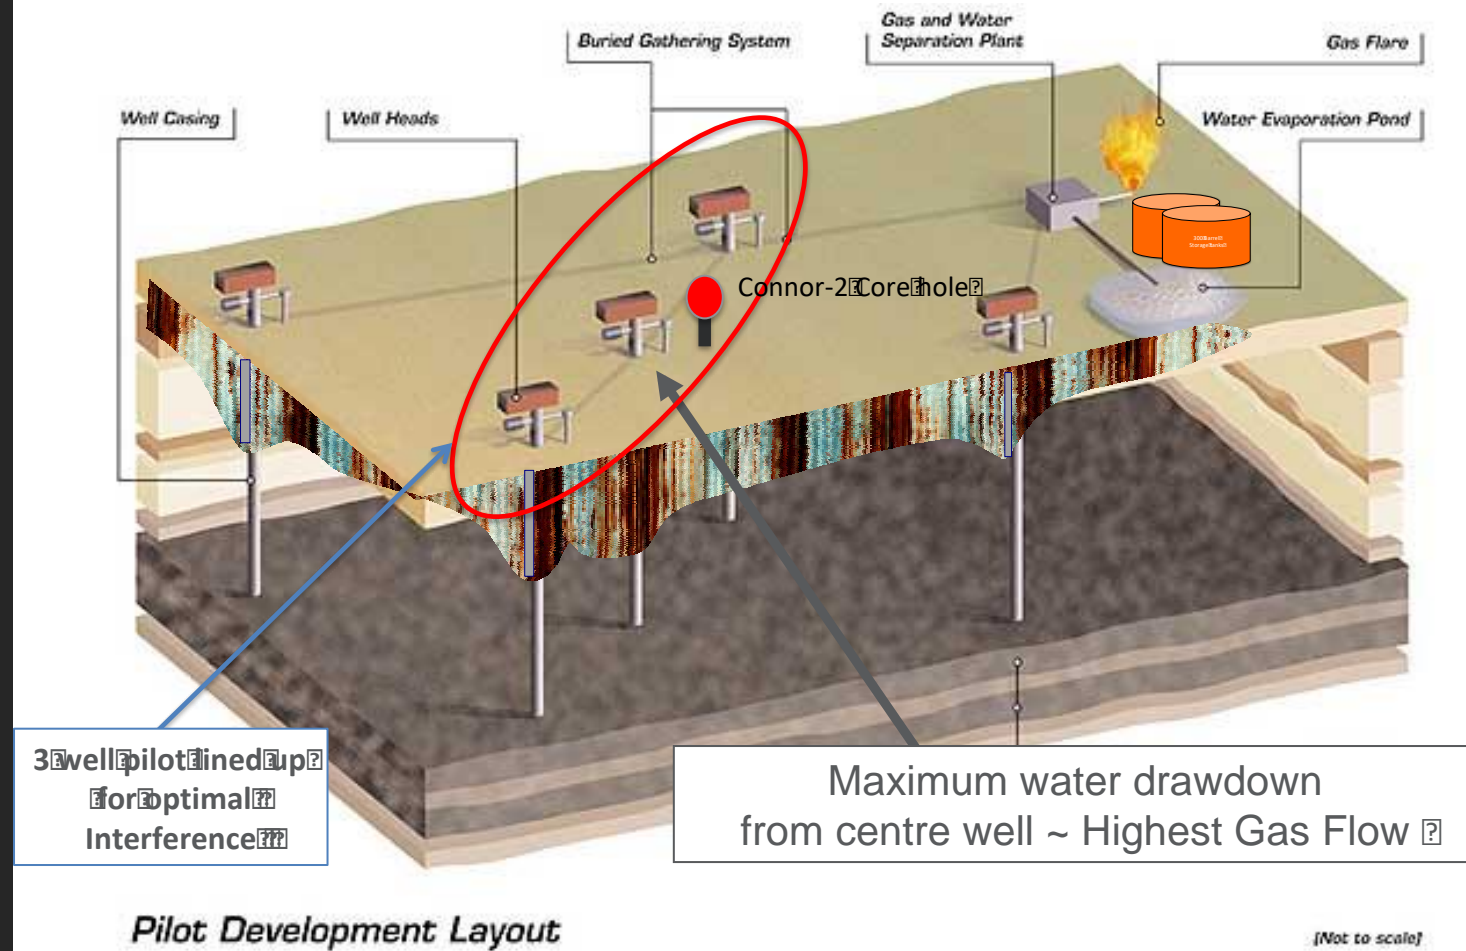 Gas and Water
Separation Plant
Buried Gathering System
Gas Flare
Well Casing
Well Heads
Water Evaporation Pond
Connor-2 Core hole
3 well pilot lined up
for optimal
Interference
Maximum water drawdown
from centre well ~ Highest Gas Flow
Pilot Development Layout
[Not to scale]